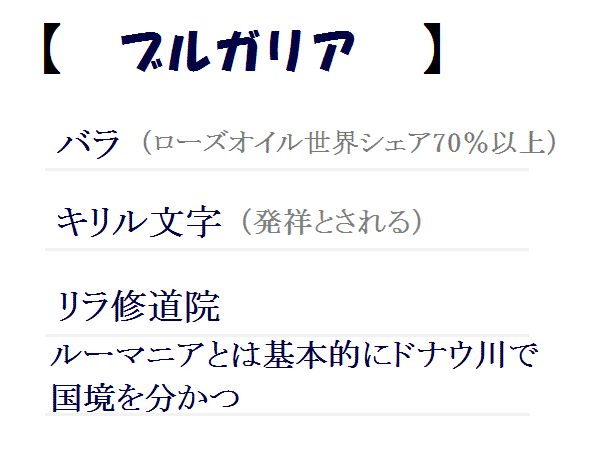 【 ブルガリア 】
バラ（ローズオイル世界シェア70％以上）
キリル文字（発祥とされる）
リラ修道院
ルーマニアとは基本的にドナウ川で
国境を分かつ